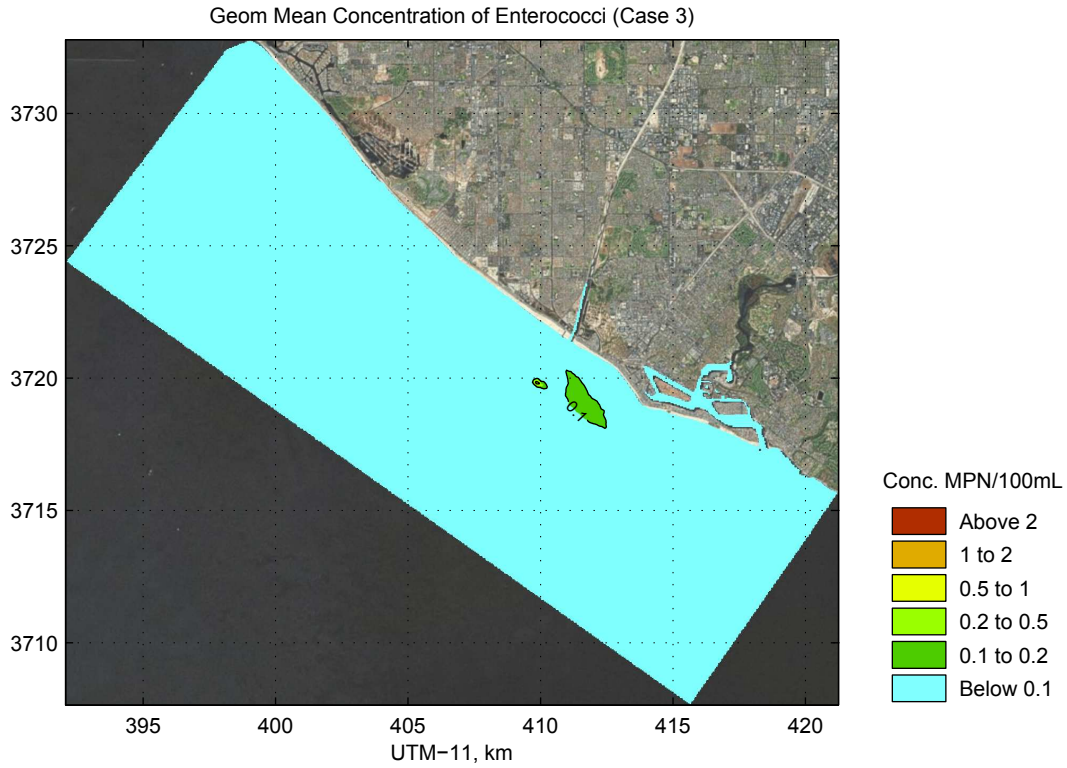 Geom Mean Concentration of Enterococci (Case 3)
3730
3725
3720
3715
3710
395
400
405
410
415
420
UTM−11, km
0.1
Conc. MPN/100mL
Above 2
1 to 2
0.5 to 1
0.2 to 0.5
0.1 to 0.2
Below 0.1